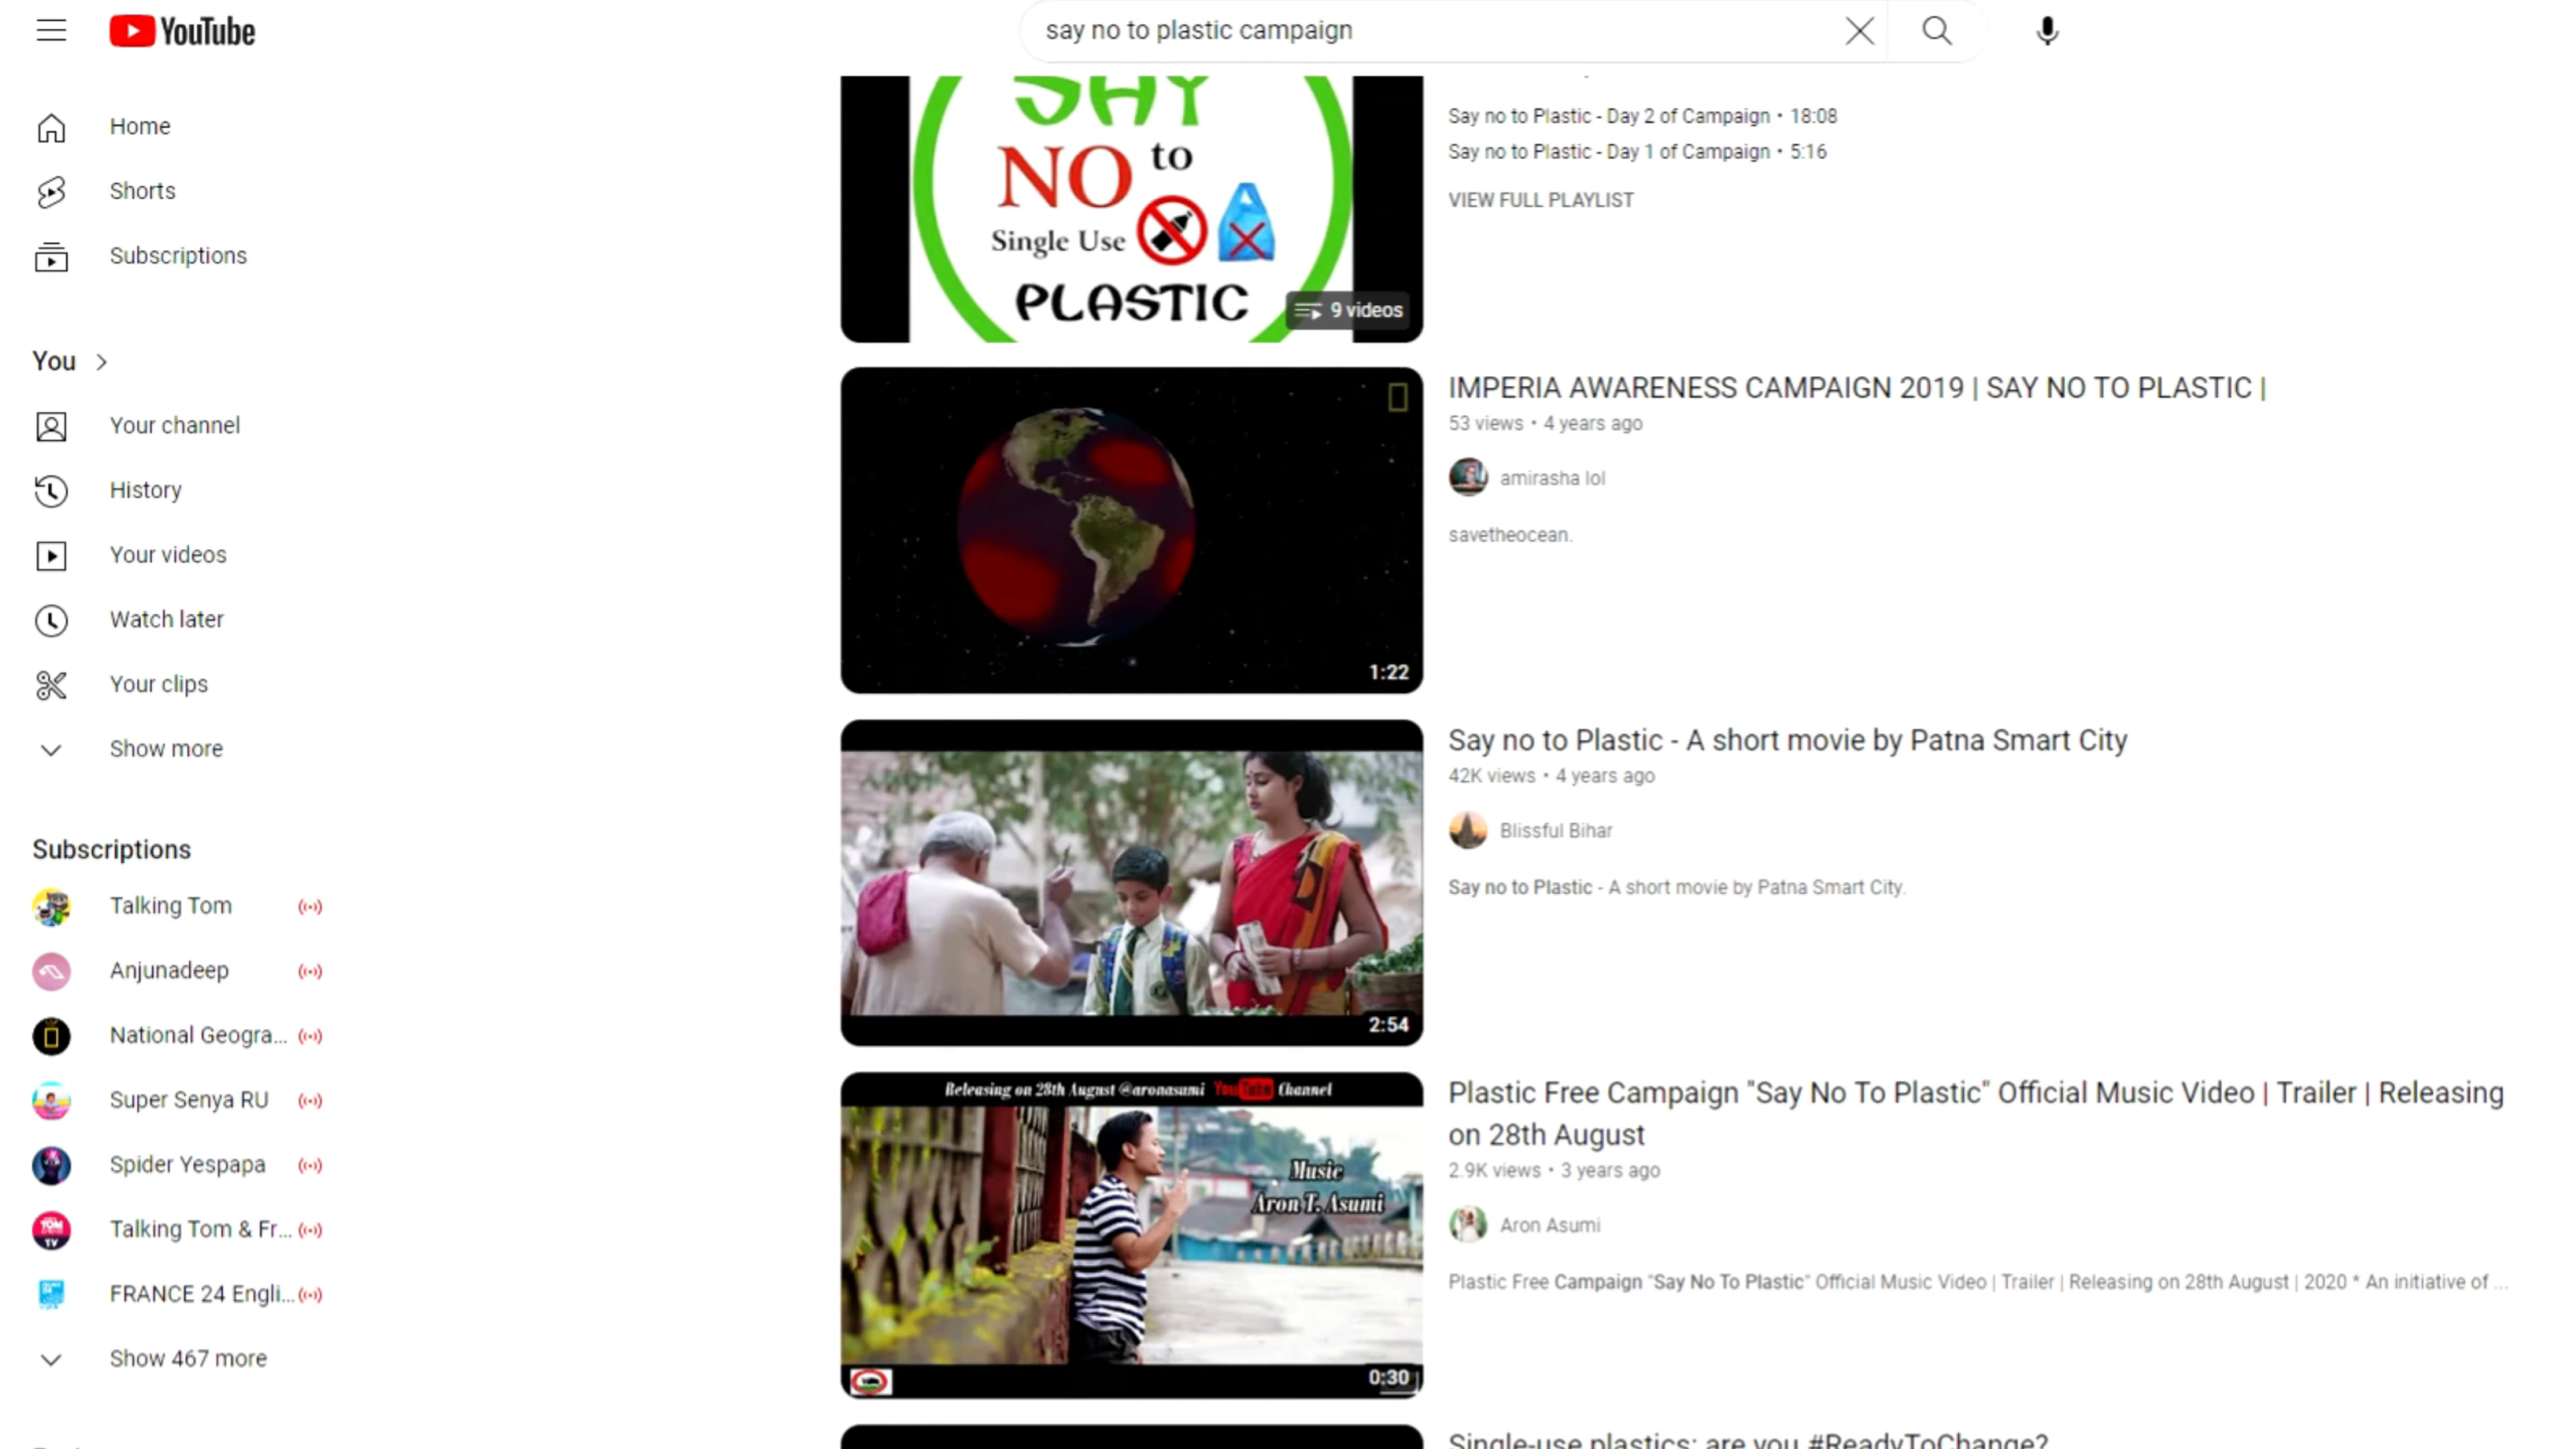 YouTube
say no to plastic campaign
Home
Shorts
Subscriptions
You
Your channel
History
Your videos
Watch later
Your clips
Show more
Subscriptions
Talking Tom
Anjunadeep
National Geogra...
Super Senya RU
Spider Yespapa
Talking Tom & Fr...
FRANCE 24 Engli...
Show 467 more
SAY
NO to
Single Use
PLASTIC
9 videos
Say no to Plastic - Day 2 of Campaign • 18:08
Say no to Plastic - Day 1 of Campaign • 5:16
VIEW FULL PLAYLIST
1:22
IMPERIA AWARENESS CAMPAIGN 2019 | SAY NO TO PLASTIC |
53 views • 4 years ago
amirasha lol
savetheocean.
2:54
Say no to Plastic - A short movie by Patna Smart City
42K views • 4 years ago
Blissful Bihar
Say no to Plastic - A short movie by Patna Smart City.
Releasing on 28th August @aronasumi YouTube Channel
Music
Aron T. Asumi
0:30
Plastic Free Campaign "Say No To Plastic" Official Music Video | Trailer | Releasing
on 28th August
2.9K views • 3 years ago
Aron Asumi
Plastic Free Campaign "Say No To Plastic" Official Music Video | Trailer | Releasing on 28th August | 2020 * An initiative of ...
Single-use plastics: are you #ReadyToChange?